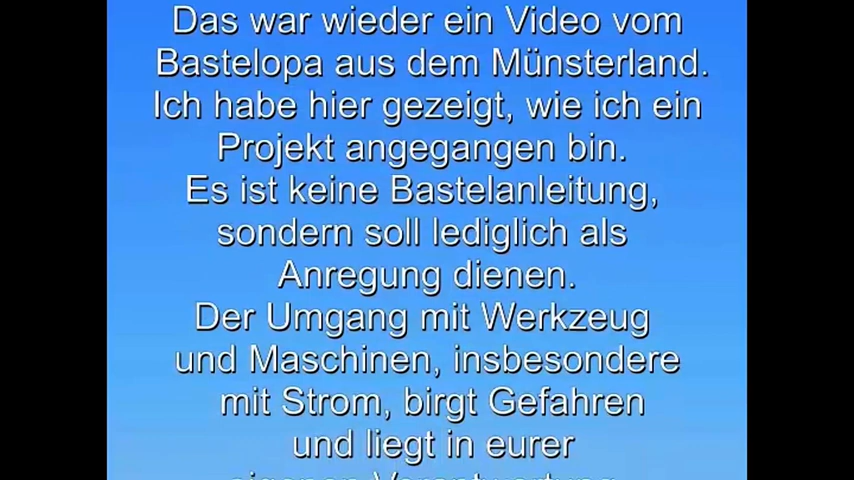 Das war wieder ein Video vom
Bastelopa aus dem Münsterland.
Ich habe hier gezeigt, wie ich ein
Projekt angegangen bin.
Es ist keine Bastelanleitung,
sondern soll lediglich als
Anregung dienen.
Der Umgang mit Werkzeug
und Maschinen, insbesondere
mit Strom, birgt Gefahren
und liegt in eurer
eigenen Verantwortung